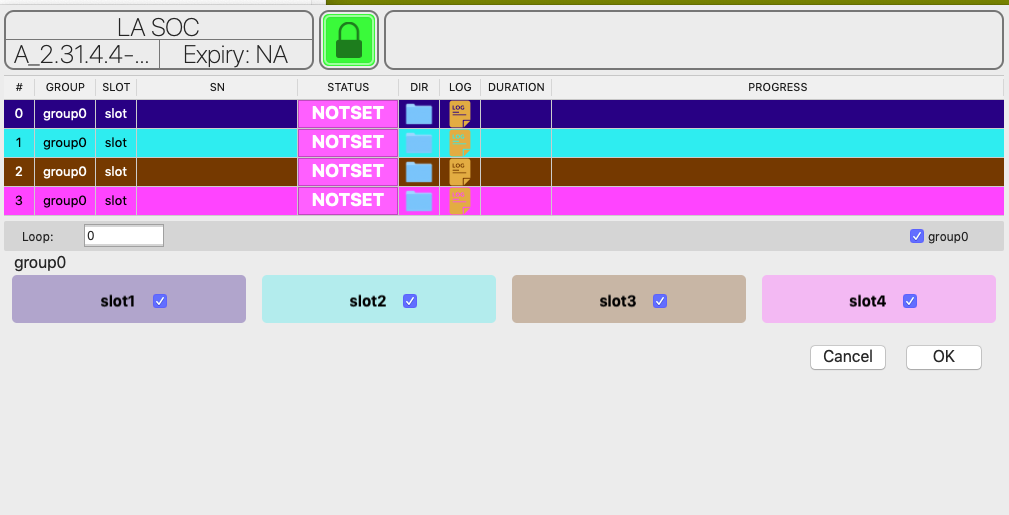 LA SOC
A_2.31.4.4-... Expiry: NA
# GROUP SLOT SN STATUS DIR LOG DURATION PROGRESS
0 group0 slot NOTSET LOG
1 group0 slot NOTSET LOG
2 group0 slot NOTSET LOG
3 group0 slot NOTSET LOG
Loop: 0 group0
group0
slot1 slot2 slot3 slot4
Cancel OK